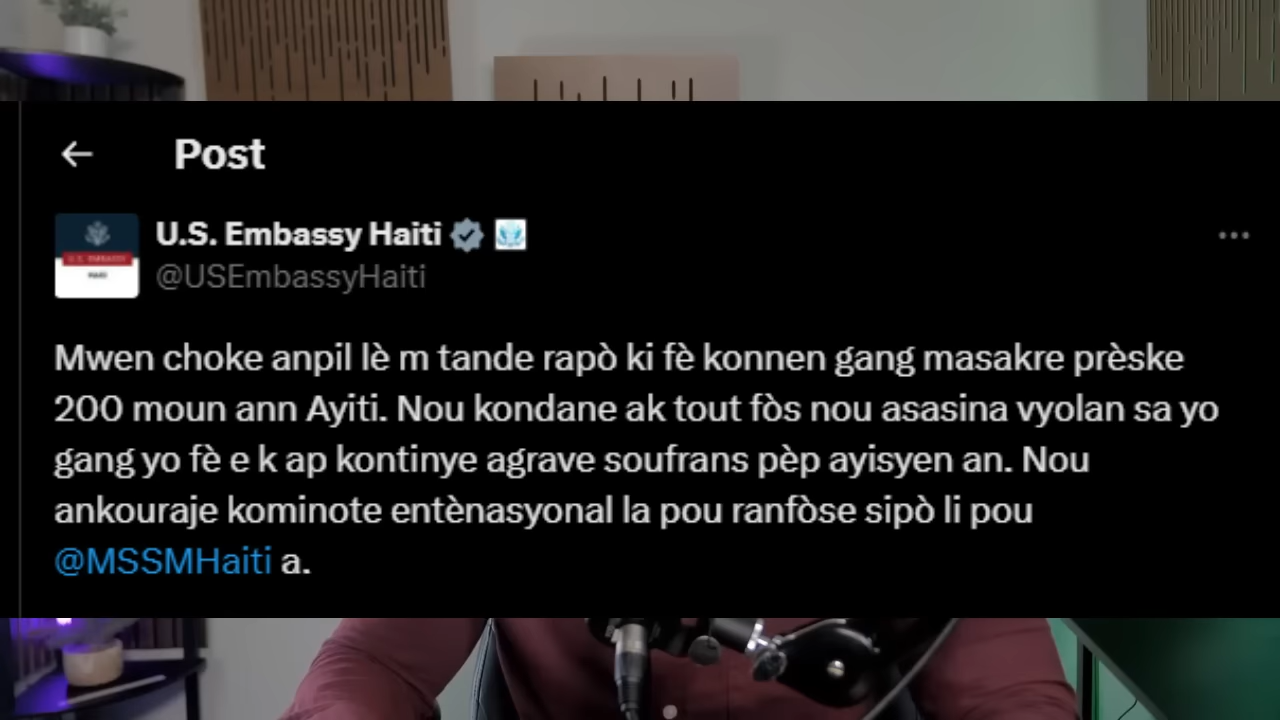 Post
U.S. Embassy Haiti
@USEmbassyHaiti
U.S. EMBASSY
HAITI
Mwen choke anpil lè m tande rapò ki fè konnen gang masakre prèske
200 moun ann Ayiti. Nou kondane ak tout fòs nou asasina vyolan sa yo
gang yo fè e k ap kontinye agrave soufrans pèp ayisyen an. Nou
ankouraje kominote entènasyonal la pou ranfòse sipò li pou
@MSSMHaiti a.